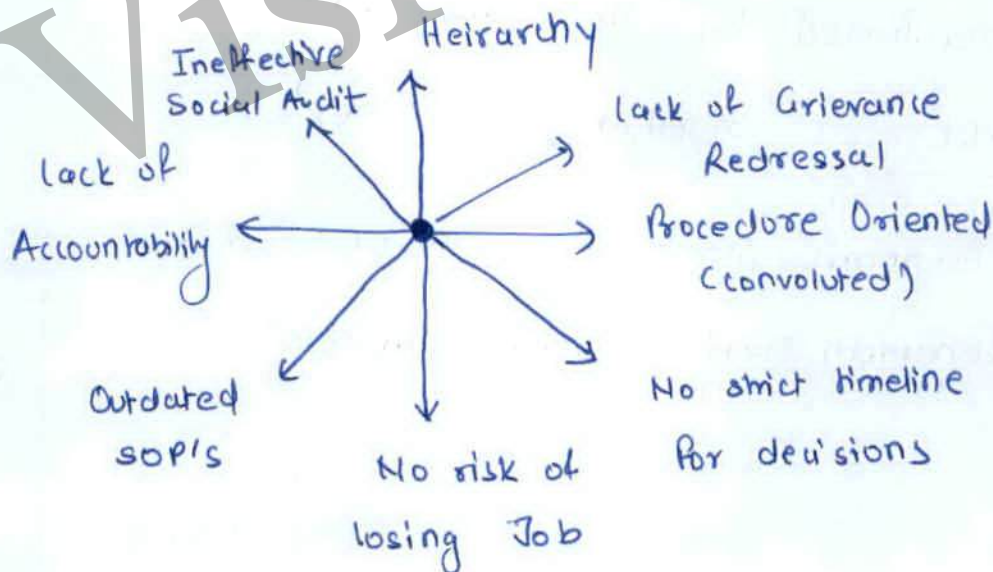 Heirarchy
Ineffective
Social Audit
lack of Grievance
Redressal
lack of
Accountability
Procedure Oriented
(convoluted)
Outdated
SOP's
No strict timeline
for decisions
No risk of
losing Job